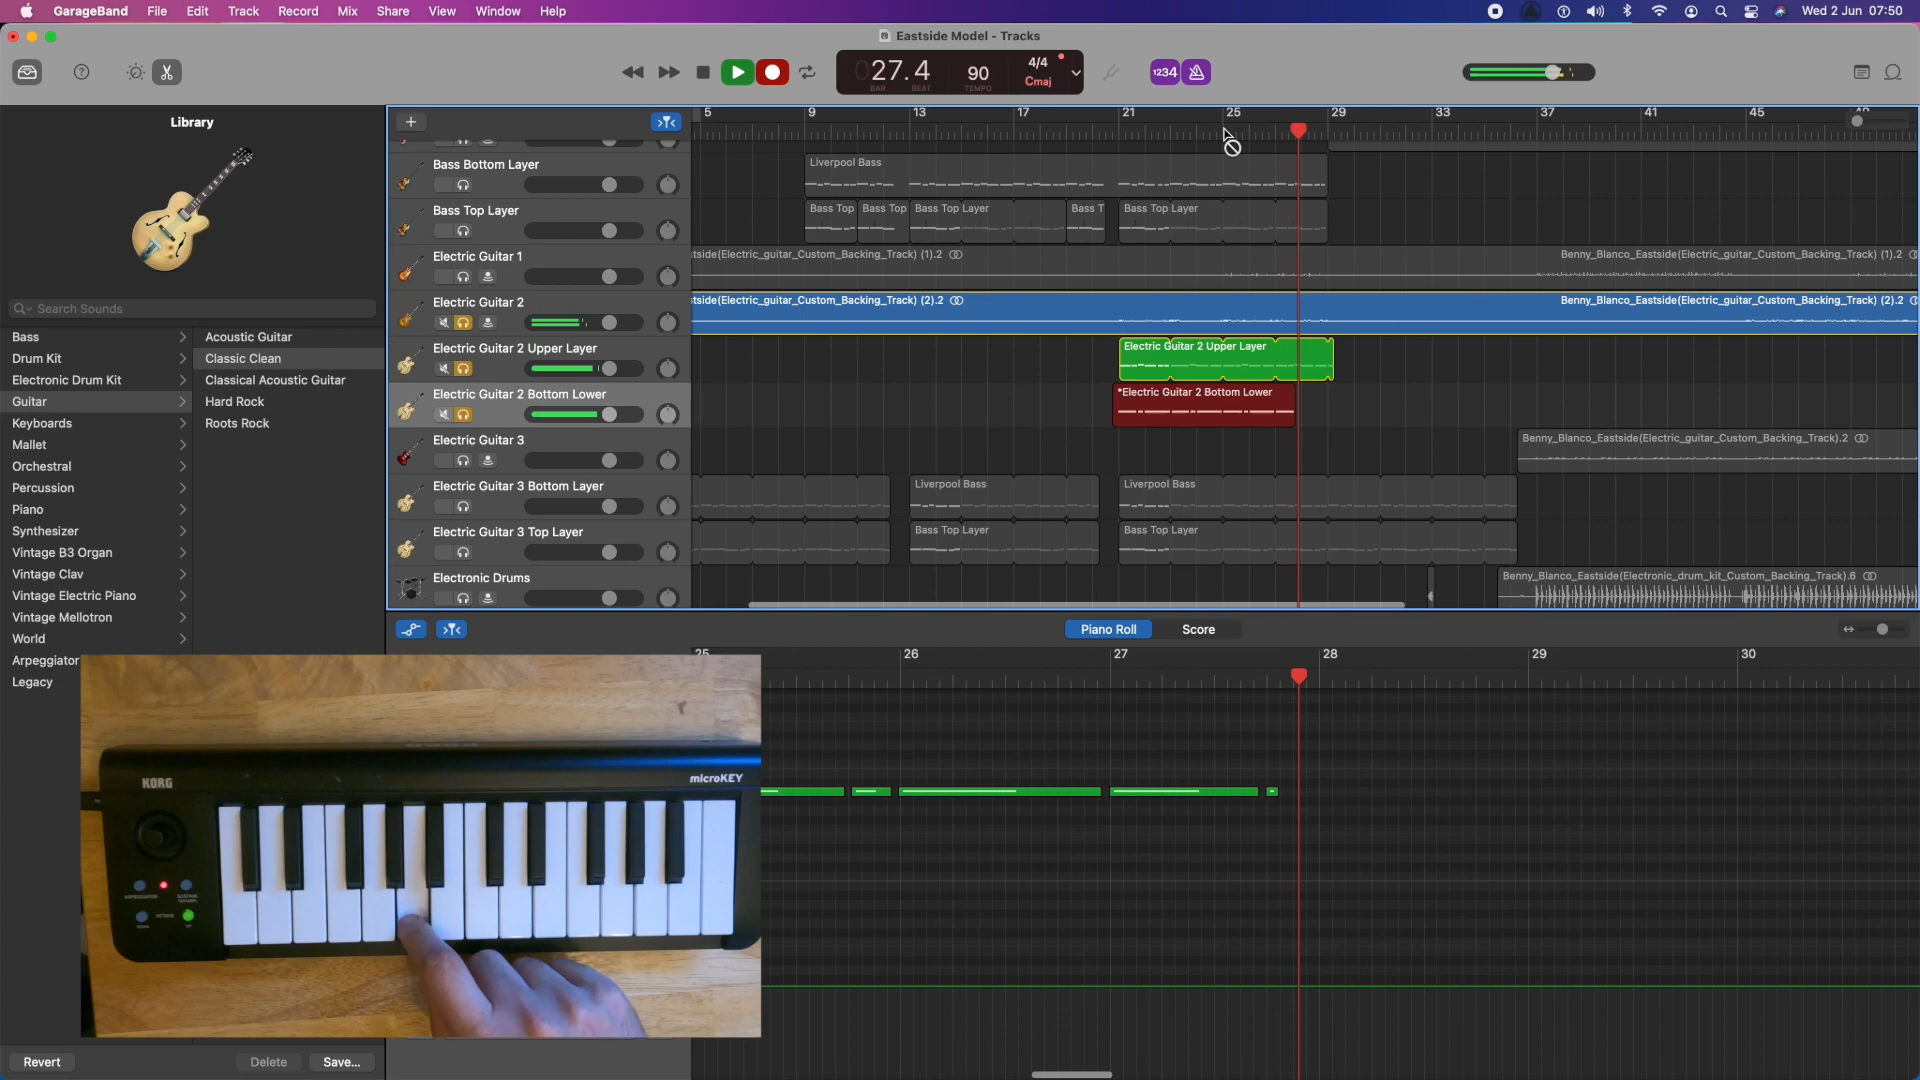 GarageBand File Edit Track Record Mix Share View Window Help
Wed 2 Jun 07:50
Eastside Model - Tracks
027.4 90 4/4 Cmaj
BAR BEAT TEMPO
1234
Library
Search Sounds
Bass
Drum Kit
Electronic Drum Kit
Guitar
Keyboards
Mallet
Orchestral
Percussion
Piano
Synthesizer
Vintage B3 Organ
Vintage Clav
Vintage Electric Piano
Vintage Mellotron
World
Arpeggiator
Legacy
Acoustic Guitar
Classic Clean
Classical Acoustic Guitar
Hard Rock
Roots Rock
Revert Delete Save...
5 9 13 17 21 25 29 33 37 41 45
Bass Bottom Layer
Liverpool Bass
Bass Top Layer
Bass Top Bass Top Bass Top Layer Bass T Bass Top Layer
Electric Guitar 1
tside(Electric_guitar_Custom_Backing_Track) (1).2 Benny_Blanco_Eastside(Electric_guitar_Custom_Backing_Track) (1).2
Electric Guitar 2
tside(Electric_guitar_Custom_Backing_Track) (2).2 Benny_Blanco_Eastside(Electric_guitar_Custom_Backing_Track) (2).2
Electric Guitar 2 Upper Layer
Electric Guitar 2 Upper Layer
Electric Guitar 2 Bottom Lower
*Electric Guitar 2 Bottom Lower
Electric Guitar 3
Benny_Blanco_Eastside(Electric_guitar_Custom_Backing_Track).2
Electric Guitar 3 Bottom Layer
Liverpool Bass Liverpool Bass
Electric Guitar 3 Top Layer
Bass Top Layer Bass Top Layer
Electronic Drums
Benny_Blanco_Eastside(Electronic_drum_kit_Custom_Backing_Track).6
Piano Roll Score
25 26 27 28 29 30
KORG
microKEY
ARPEGGIATOR
OCTAVE
DOWN UP